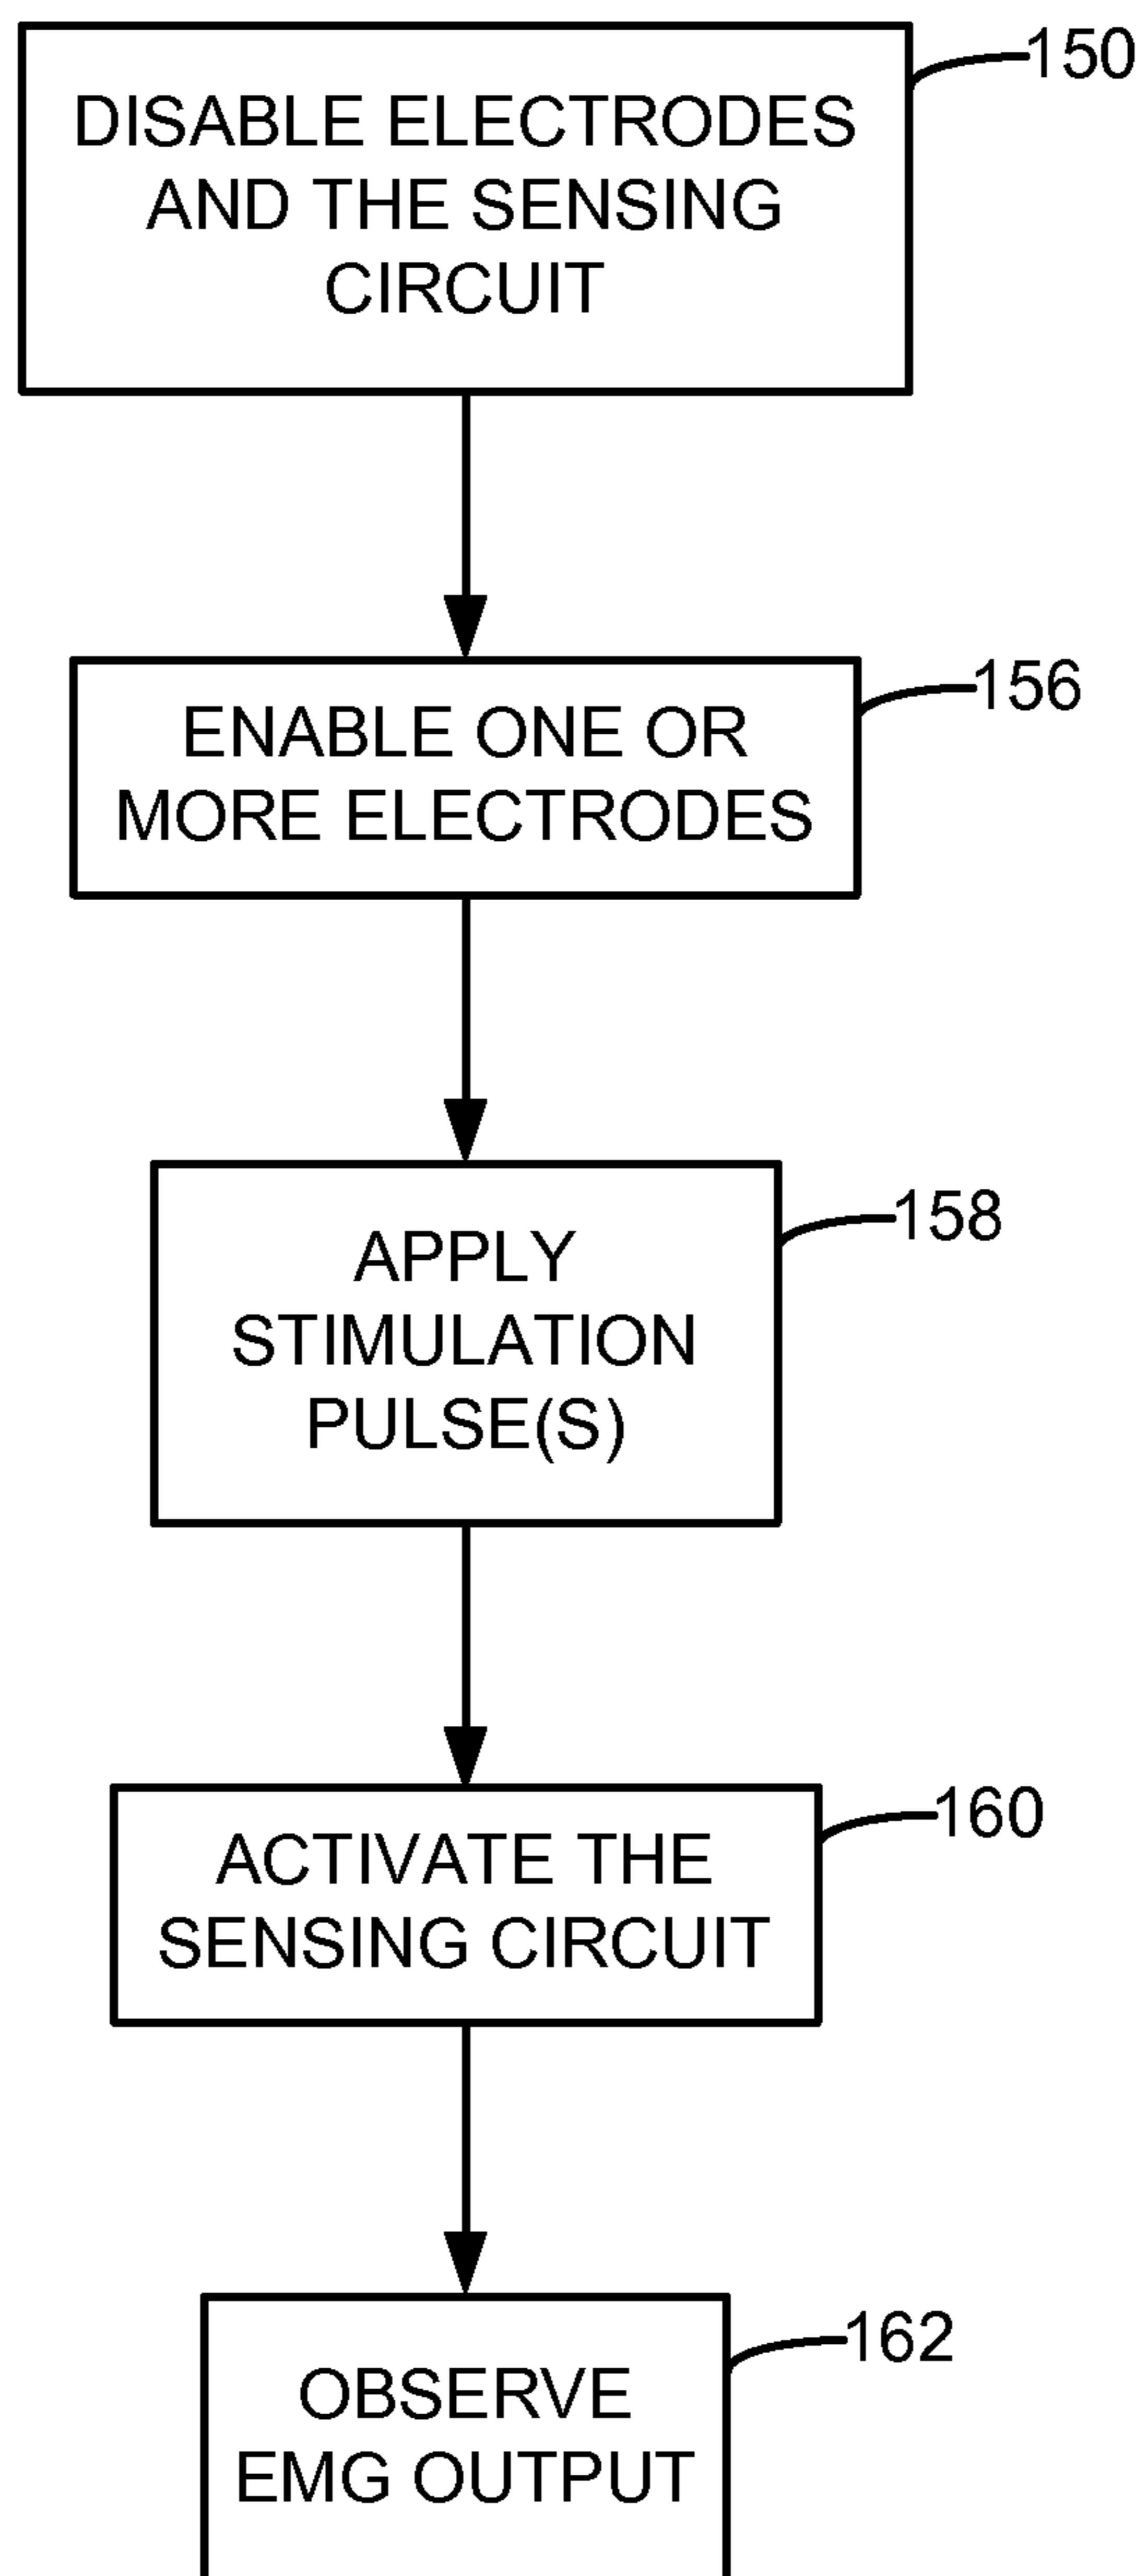 150
DISABLE ELECTRODES
AND THE SENSING
CIRCUIT
156
ENABLE ONE OR
MORE ELECTRODES
158
APPLY
STIMULATION
PULSE(S)
160
ACTIVATE THE
SENSING CIRCUIT
162
OBSERVE
EMG OUTPUT